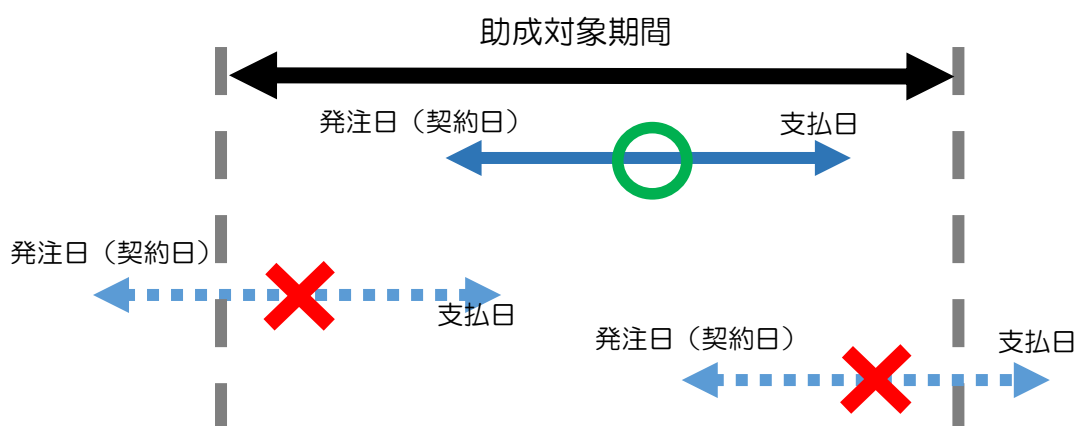 助成対象期間
発注日（契約日）
支払日
発注日（契約日）
支払日
発注日（契約日）
支払日